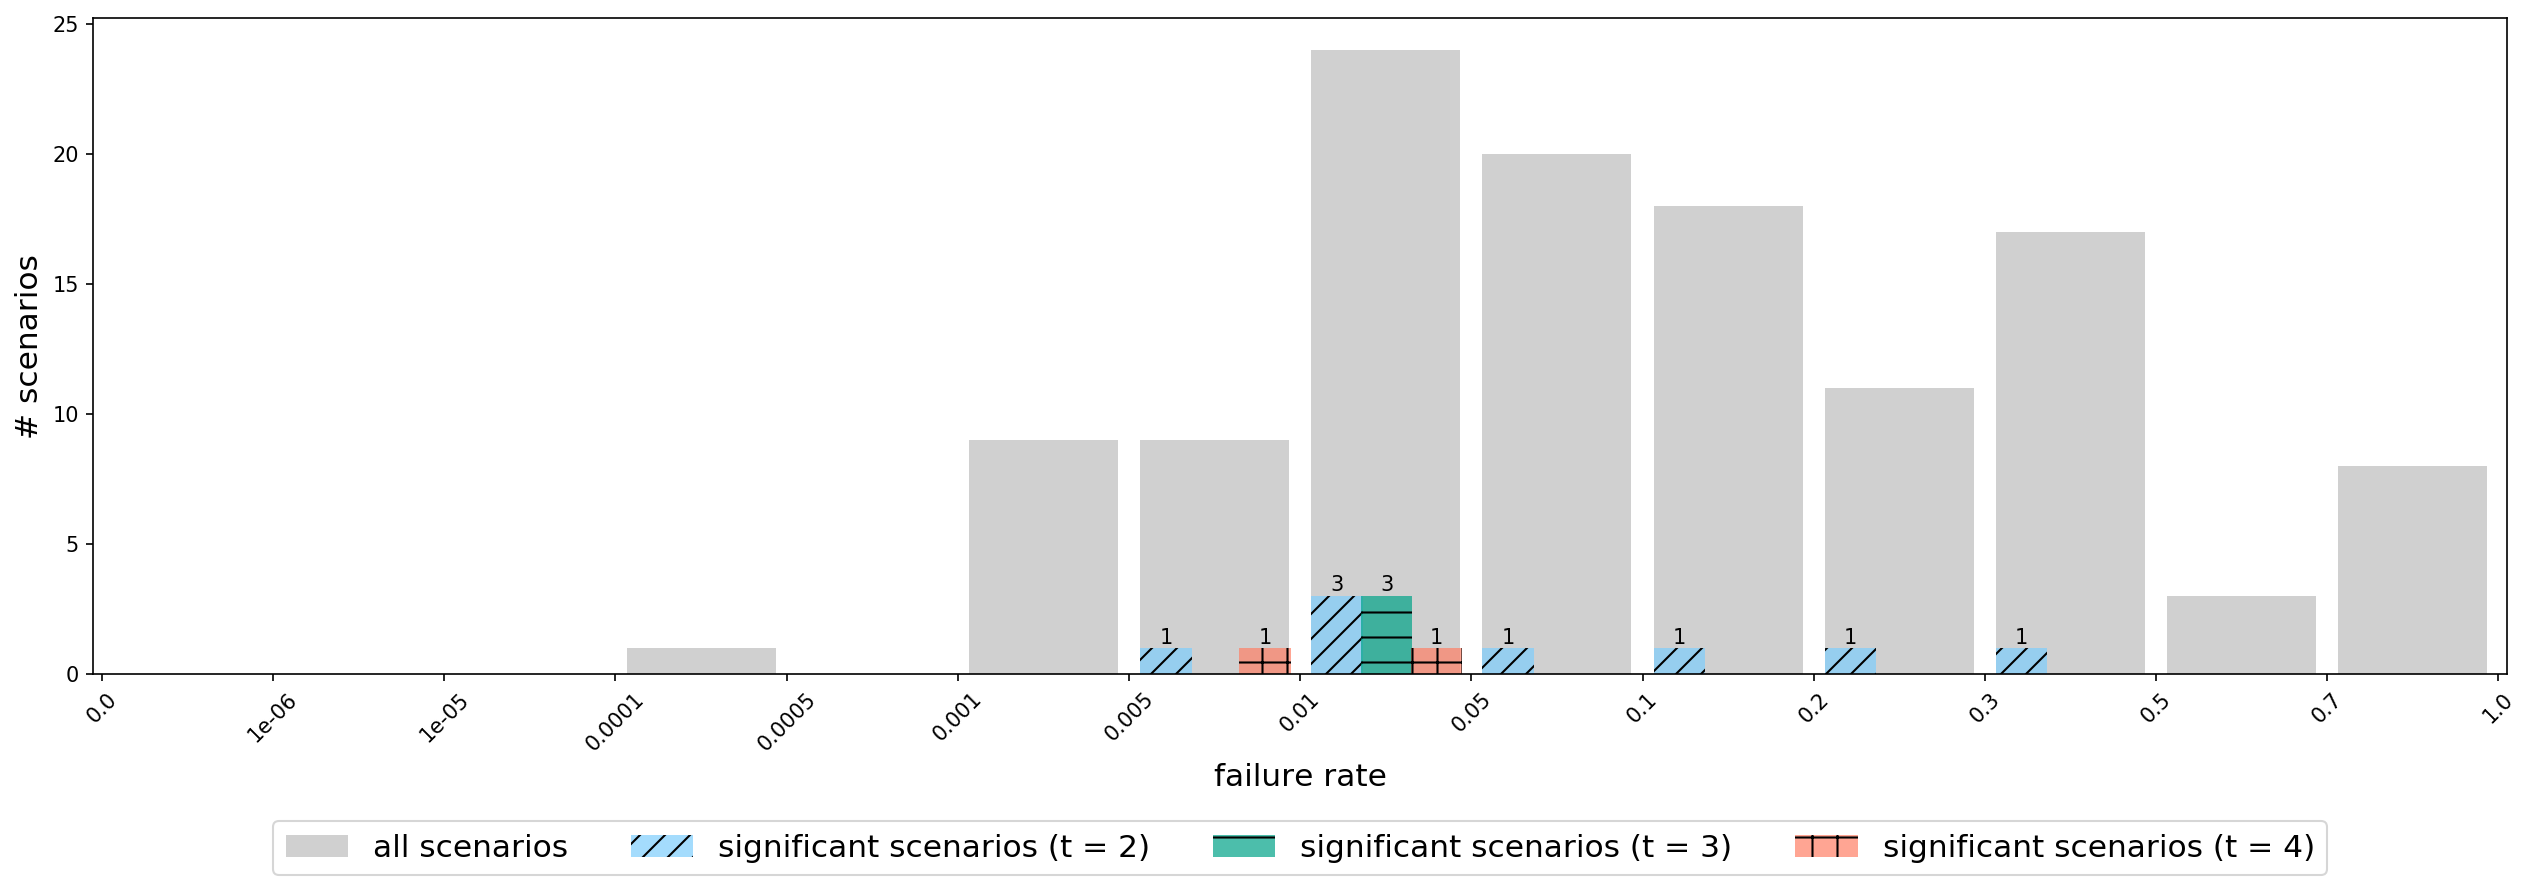 25
20
15
10
5
0
# scenarios
3 3
1 1 1 1 1 1 1
0.0 1e-06 1e-05 0.0001 0.0005 0.001 0.005 0.01 0.05 0.1 0.2 0.3 0.5 0.7 1.0
failure rate
all scenarios significant scenarios (t = 2) significant scenarios (t = 3) significant scenarios (t = 4)